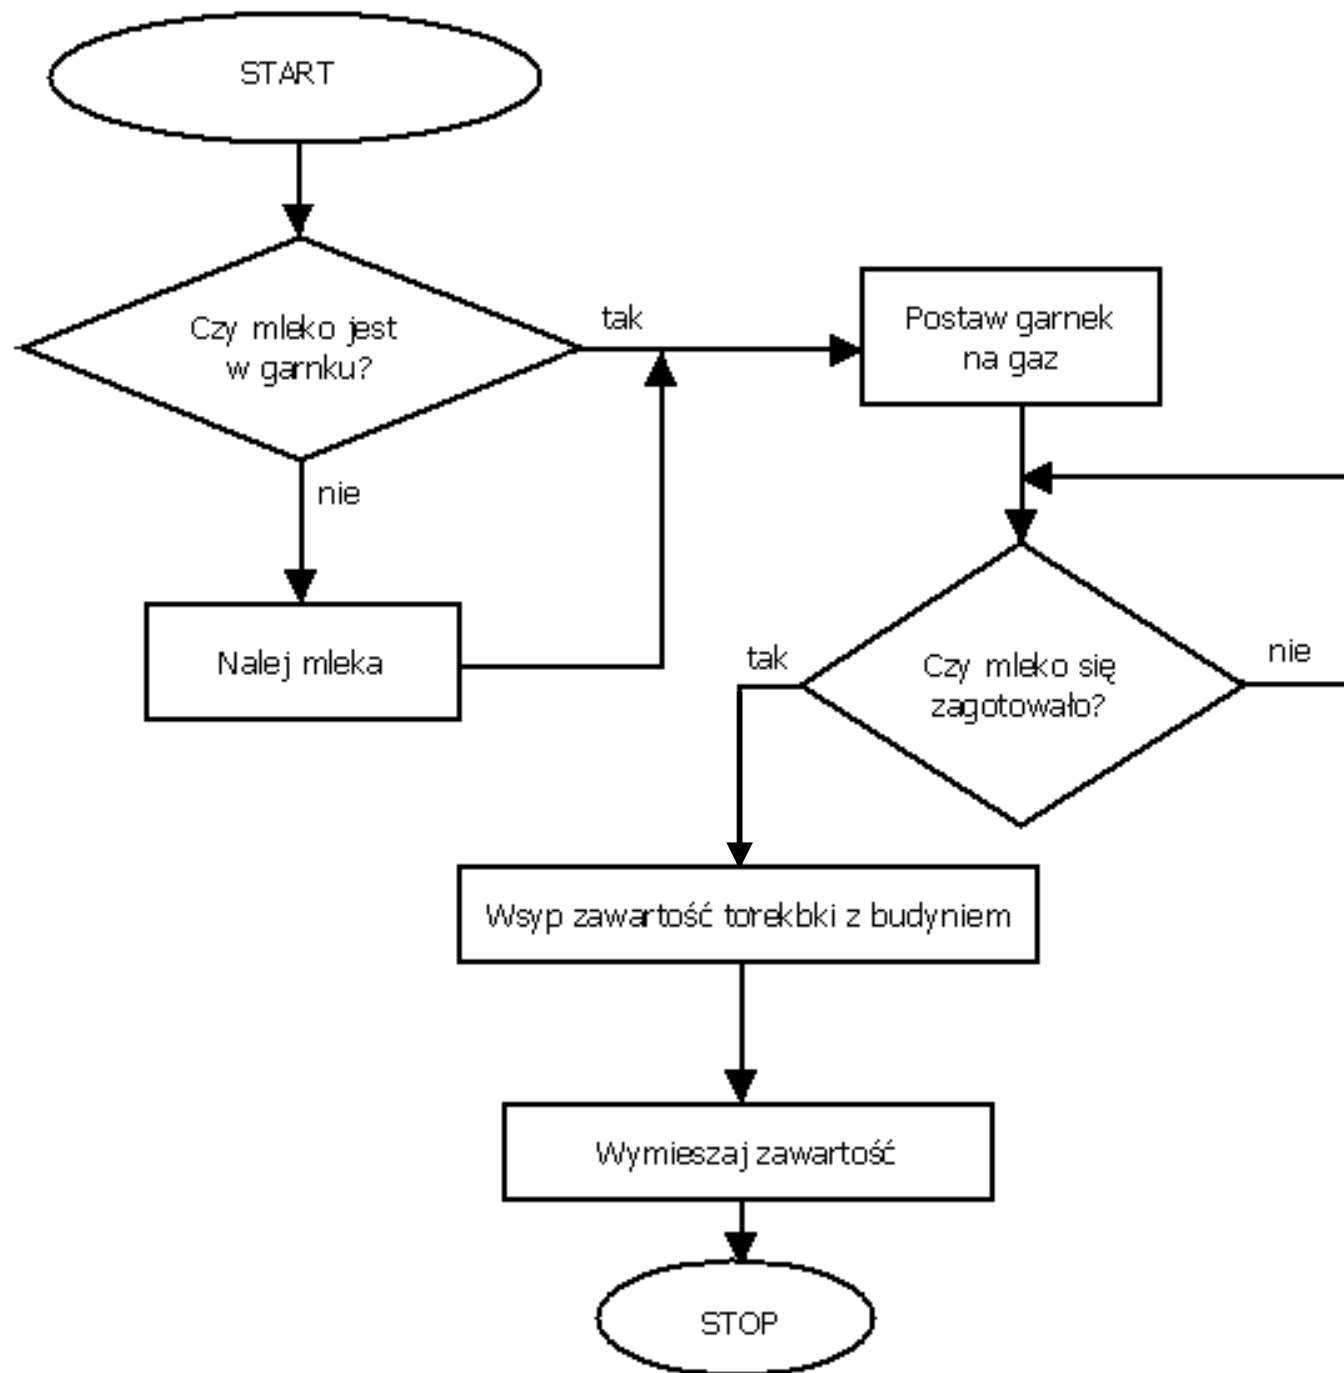 START
Czy mleko jest
w garnku?
tak
nie
Nalej mleka
Postaw garnek
na gaz
Czy mleko się
zagotowało?
tak
nie
Wsyp zawartość torekbki z budyniem
Wymieszaj zawartość
STOP